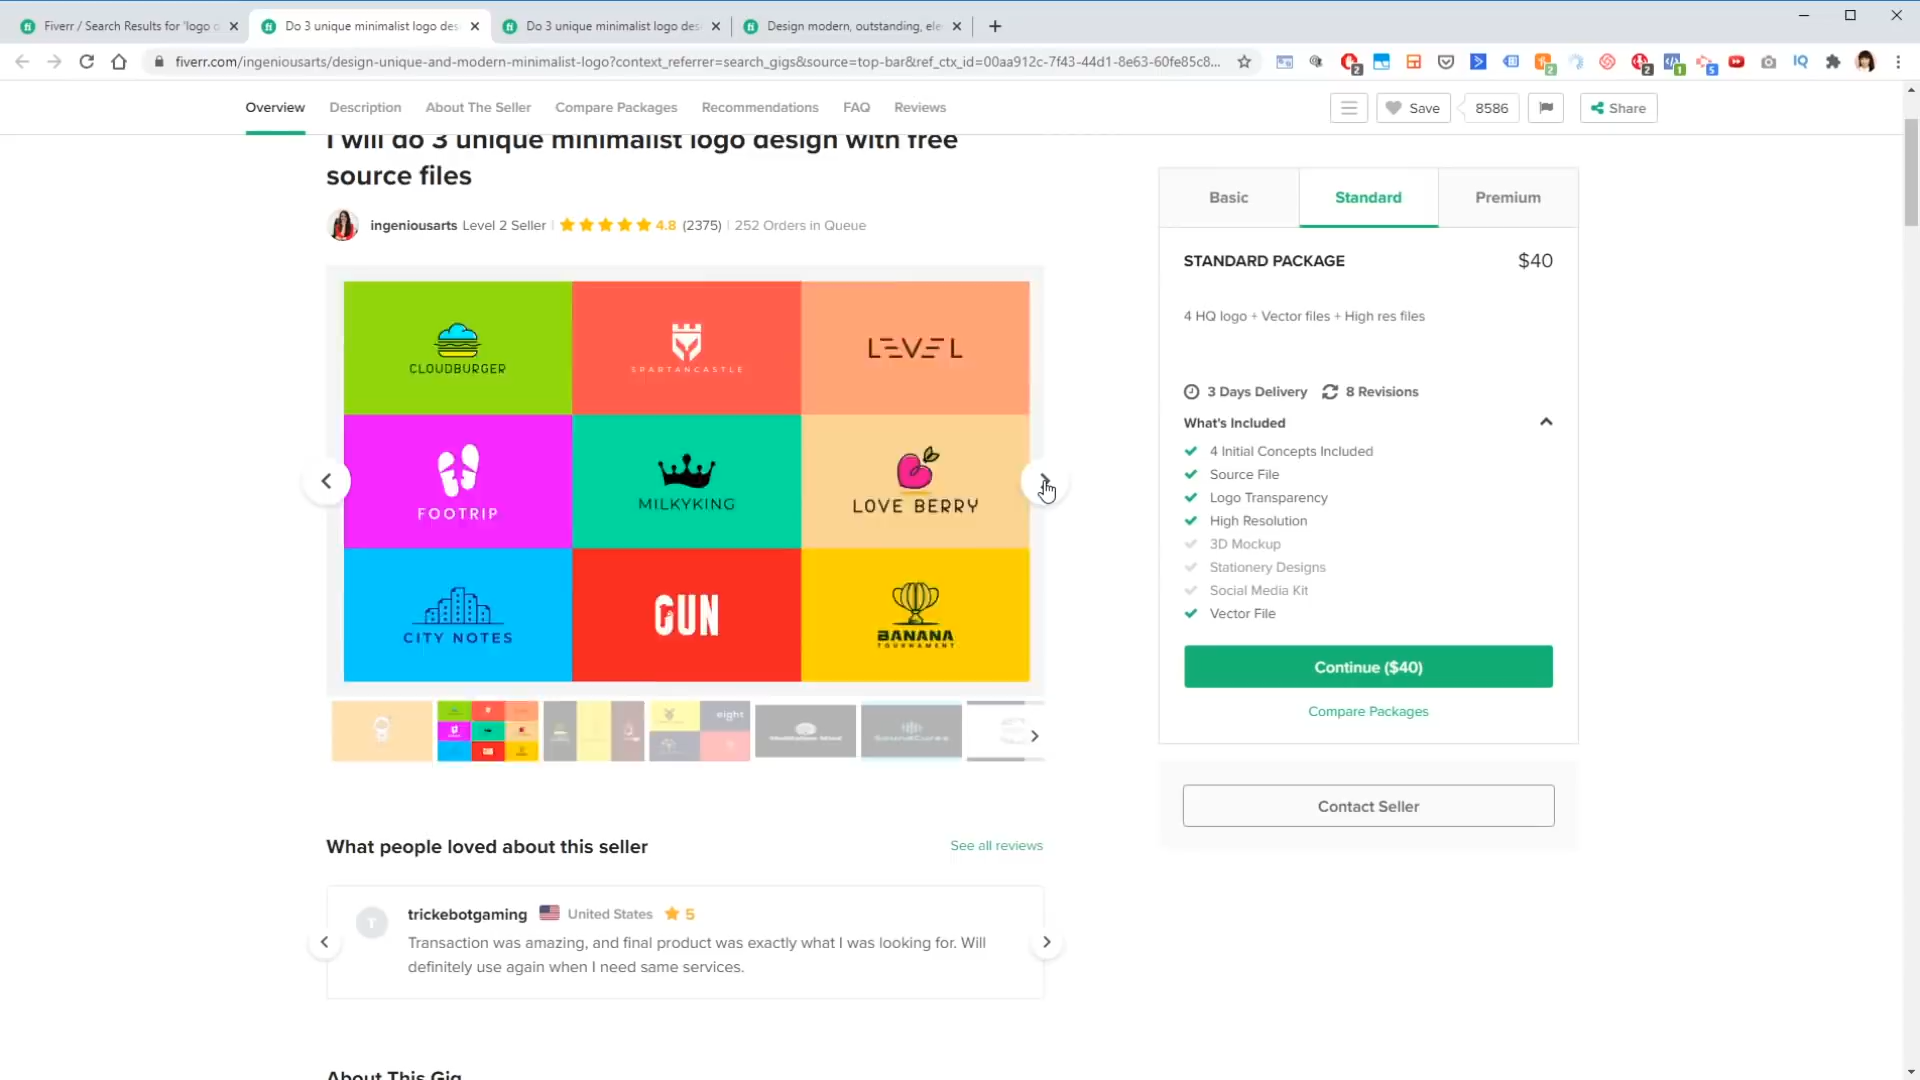 Fiverr / Search Results for 'logo
Do 3 unique minimalist logo des
Do 3 unique minimalist logo des
Design modern, outstanding, ele
fiverr.com/ingeniousarts/design-unique-and-modern-minimalist-logo?context_referrer=search_gigs&source=top-bar&ref_ctx_id=00aa912c-7f43-44d1-8e63-60fe85c8...
Overview
Description
About The Seller
Compare Packages
Recommendations
FAQ
Reviews
Save
8586
Share
I will do 3 unique minimalist logo design with free
source files
ingeniousarts Level 2 Seller 4.8 (2375) 252 Orders in Queue
CLOUDBURGER
SPARTANCASTLE
LEVEL
FOOTRIP
MILKYKING
LOVE BERRY
CITY NOTES
GUN
BANANA
TOURNAMENT
eight
What people loved about this seller
See all reviews
T
trickebotgaming United States 5
Transaction was amazing, and final product was exactly what I was looking for. Will
definitely use again when I need same services.
About This Gig
Basic
Standard
Premium
STANDARD PACKAGE $40
4 HQ logo + Vector files + High res files
3 Days Delivery 8 Revisions
What's Included
4 Initial Concepts Included
Source File
Logo Transparency
High Resolution
3D Mockup
Stationery Designs
Social Media Kit
Vector File
Continue ($40)
Compare Packages
Contact Seller